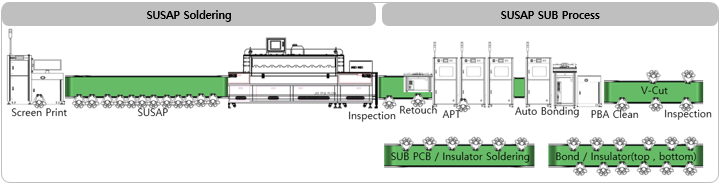 SUSAP Soldering
SUSAP SUB Process
Screen Print
SUSAP
Inspection
Retouch
APT
Auto Bonding
PBA Clean
V-Cut
Inspection
SUB PCB / Insulator Soldering
Bond / Insulator(top , bottom)